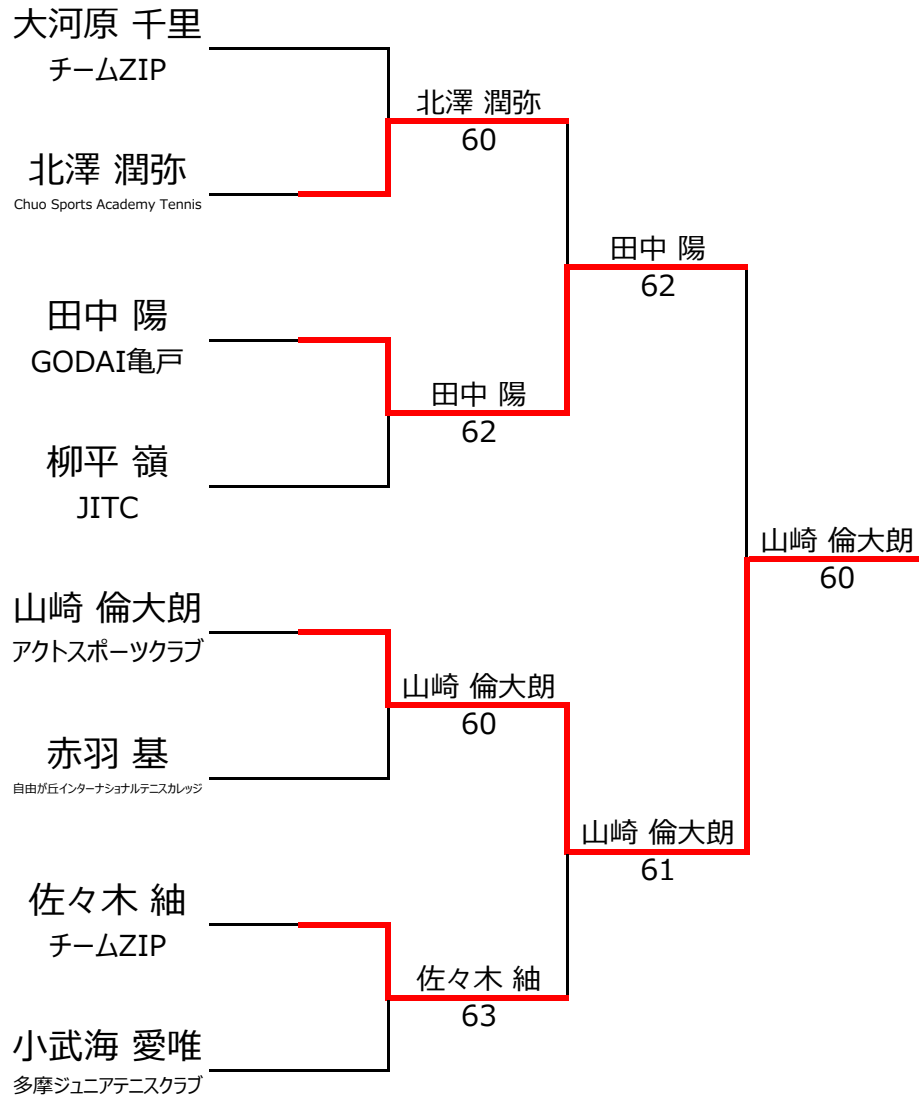 大河原 千里
チームZIP
北澤 潤弥
Chuo Sports Academy Tennis
田中 陽
GODAI亀戸
柳平 嶺
JITC
山崎 倫大朗
アクトスポーツクラブ
赤羽 基
自由が丘インターナショナルテニスカレッジ
佐々木 紬
チームZIP
小武海 愛唯
多摩ジュニアテニスクラブ
北澤 潤弥
60
田中 陽
62
山崎 倫大朗
60
佐々木 紬
63
田中 陽
62
山崎 倫大朗
61
山崎 倫大朗
60